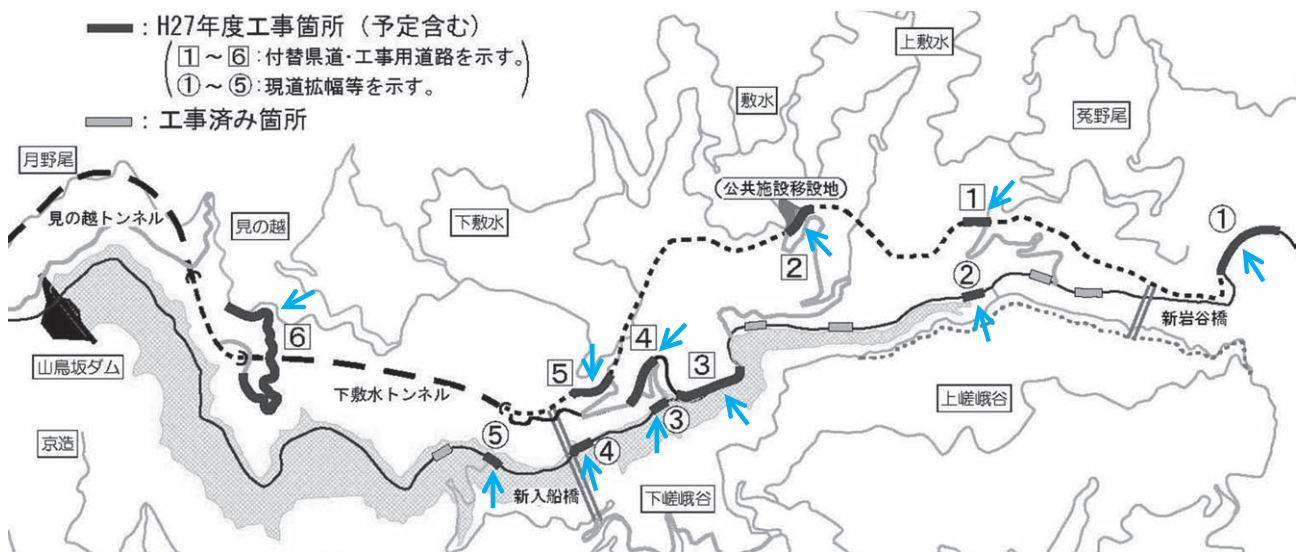 ：H27年度工事箇所（予定含む）
1～6：付替県道・工事用道路を示す。
①～⑤：現道拡幅等を示す。
：工事済み箇所
上敷水
敷水
菟野尾
月野尾
見の越トンネル
見の越
下敷水
公共施設移設地
1
①
2
②
6
4
3
5
新岩谷橋
山鳥坂ダム
下敷水トンネル
③
上嵯峨谷
京造
⑤
④
新入船橋
下嵯峨谷